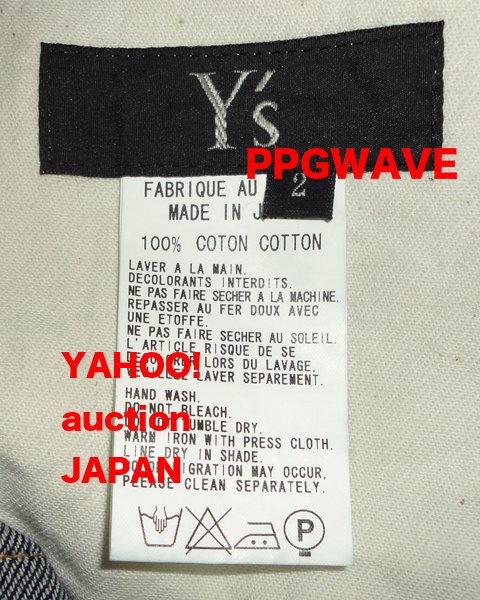 Y's
PPGWAVE
2
FABRIQUE AU
MADE IN J
100% COTON COTTON
LAVER A LA MAIN.
DECOLORANTS INTERDITS.
NE PAS FAIRE SECHER A LA MACHINE.
REPASSER AU FER DOUX AVEC
UNE ETOFFE.
NE PAS FAIRE SECHER AU SOLEIL.
L'ARTICLE RISQUE DE SE
LORS DU LAVAGE.
LAVER SEPAREMENT.
YAHOO!
HAND WASH.
DO NOT BLEACH.
TUMBLE DRY.
auction
WARM IRON WITH PRESS CLOTH.
LINE DRY IN SHADE.
MIGRATION MAY OCCUR,
JAPAN
PLEASE CLEAN SEPARATELY.
P